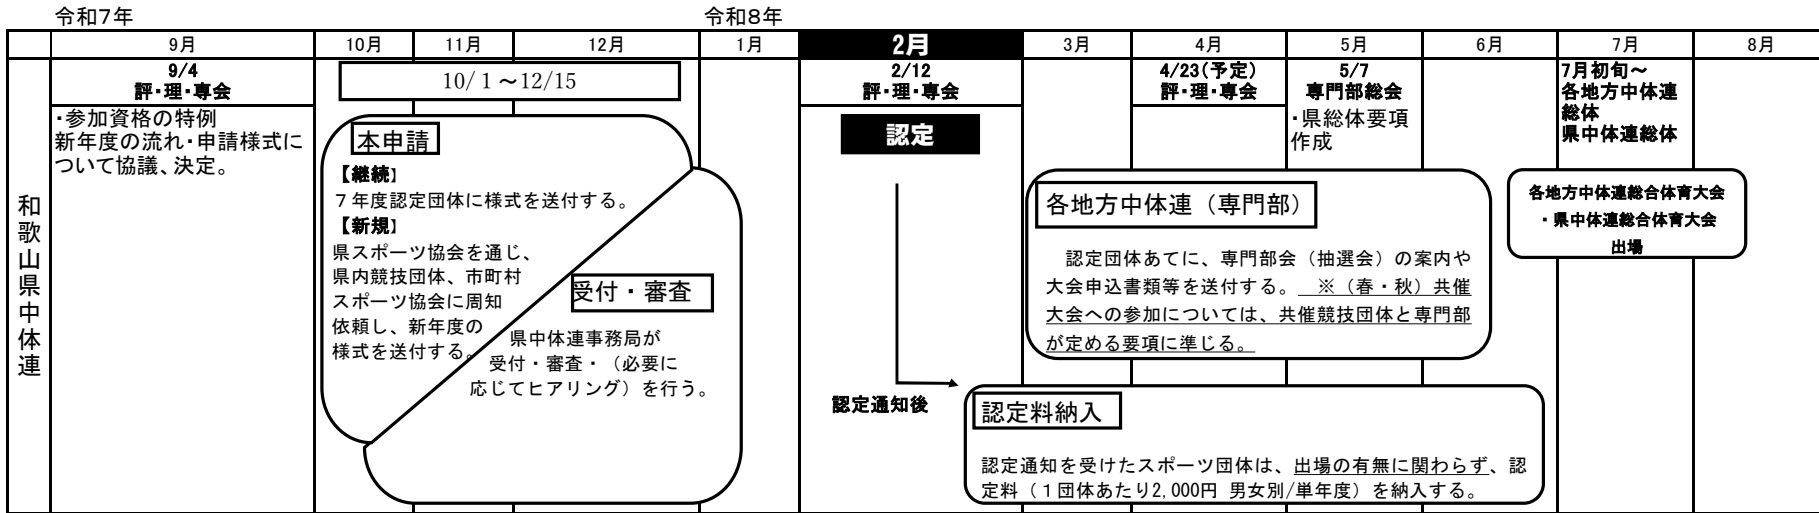 令和7年
令和8年
9月
10月
11月
12月
1月
2月
3月
4月
5月
6月
7月
8月
和歌山県中体連
9/4
評・理・専会
・参加資格の特例
新年度の流れ・申請様式に
ついて協議、決定。
10/ 1～12/15
本申請
【継続】
７年度認定団体に様式を送付する。
【新規】
県スポーツ協会を通じ、
県内競技団体、市町村
スポーツ協会に周知
依頼し、新年度の
様式を送付する。
受付・審査
県中体連事務局が
受付・審査・（必要に
応じてヒアリング）を行う。
2/12
評・理・専会
認定
認定通知後
4/23(予定)
評・理・専会
5/7
専門部総会
・県総体要項
作成
7月初旬～
各地方中体連
総体
県中体連総体
各地方中体連（専門部）
認定団体あてに、専門部会（抽選会）の案内や
大会申込書類等を送付する。　※（春・秋）共催
大会への参加については、共催競技団体と専門部
が定める要項に準じる。
各地方中体連総合体育大会
・県中体連総合体育大会
出場
認定料納入
認定通知を受けたスポーツ団体は、出場の有無に関わらず、認
定料（１団体あたり2,000円 男女別/単年度）を納入する。